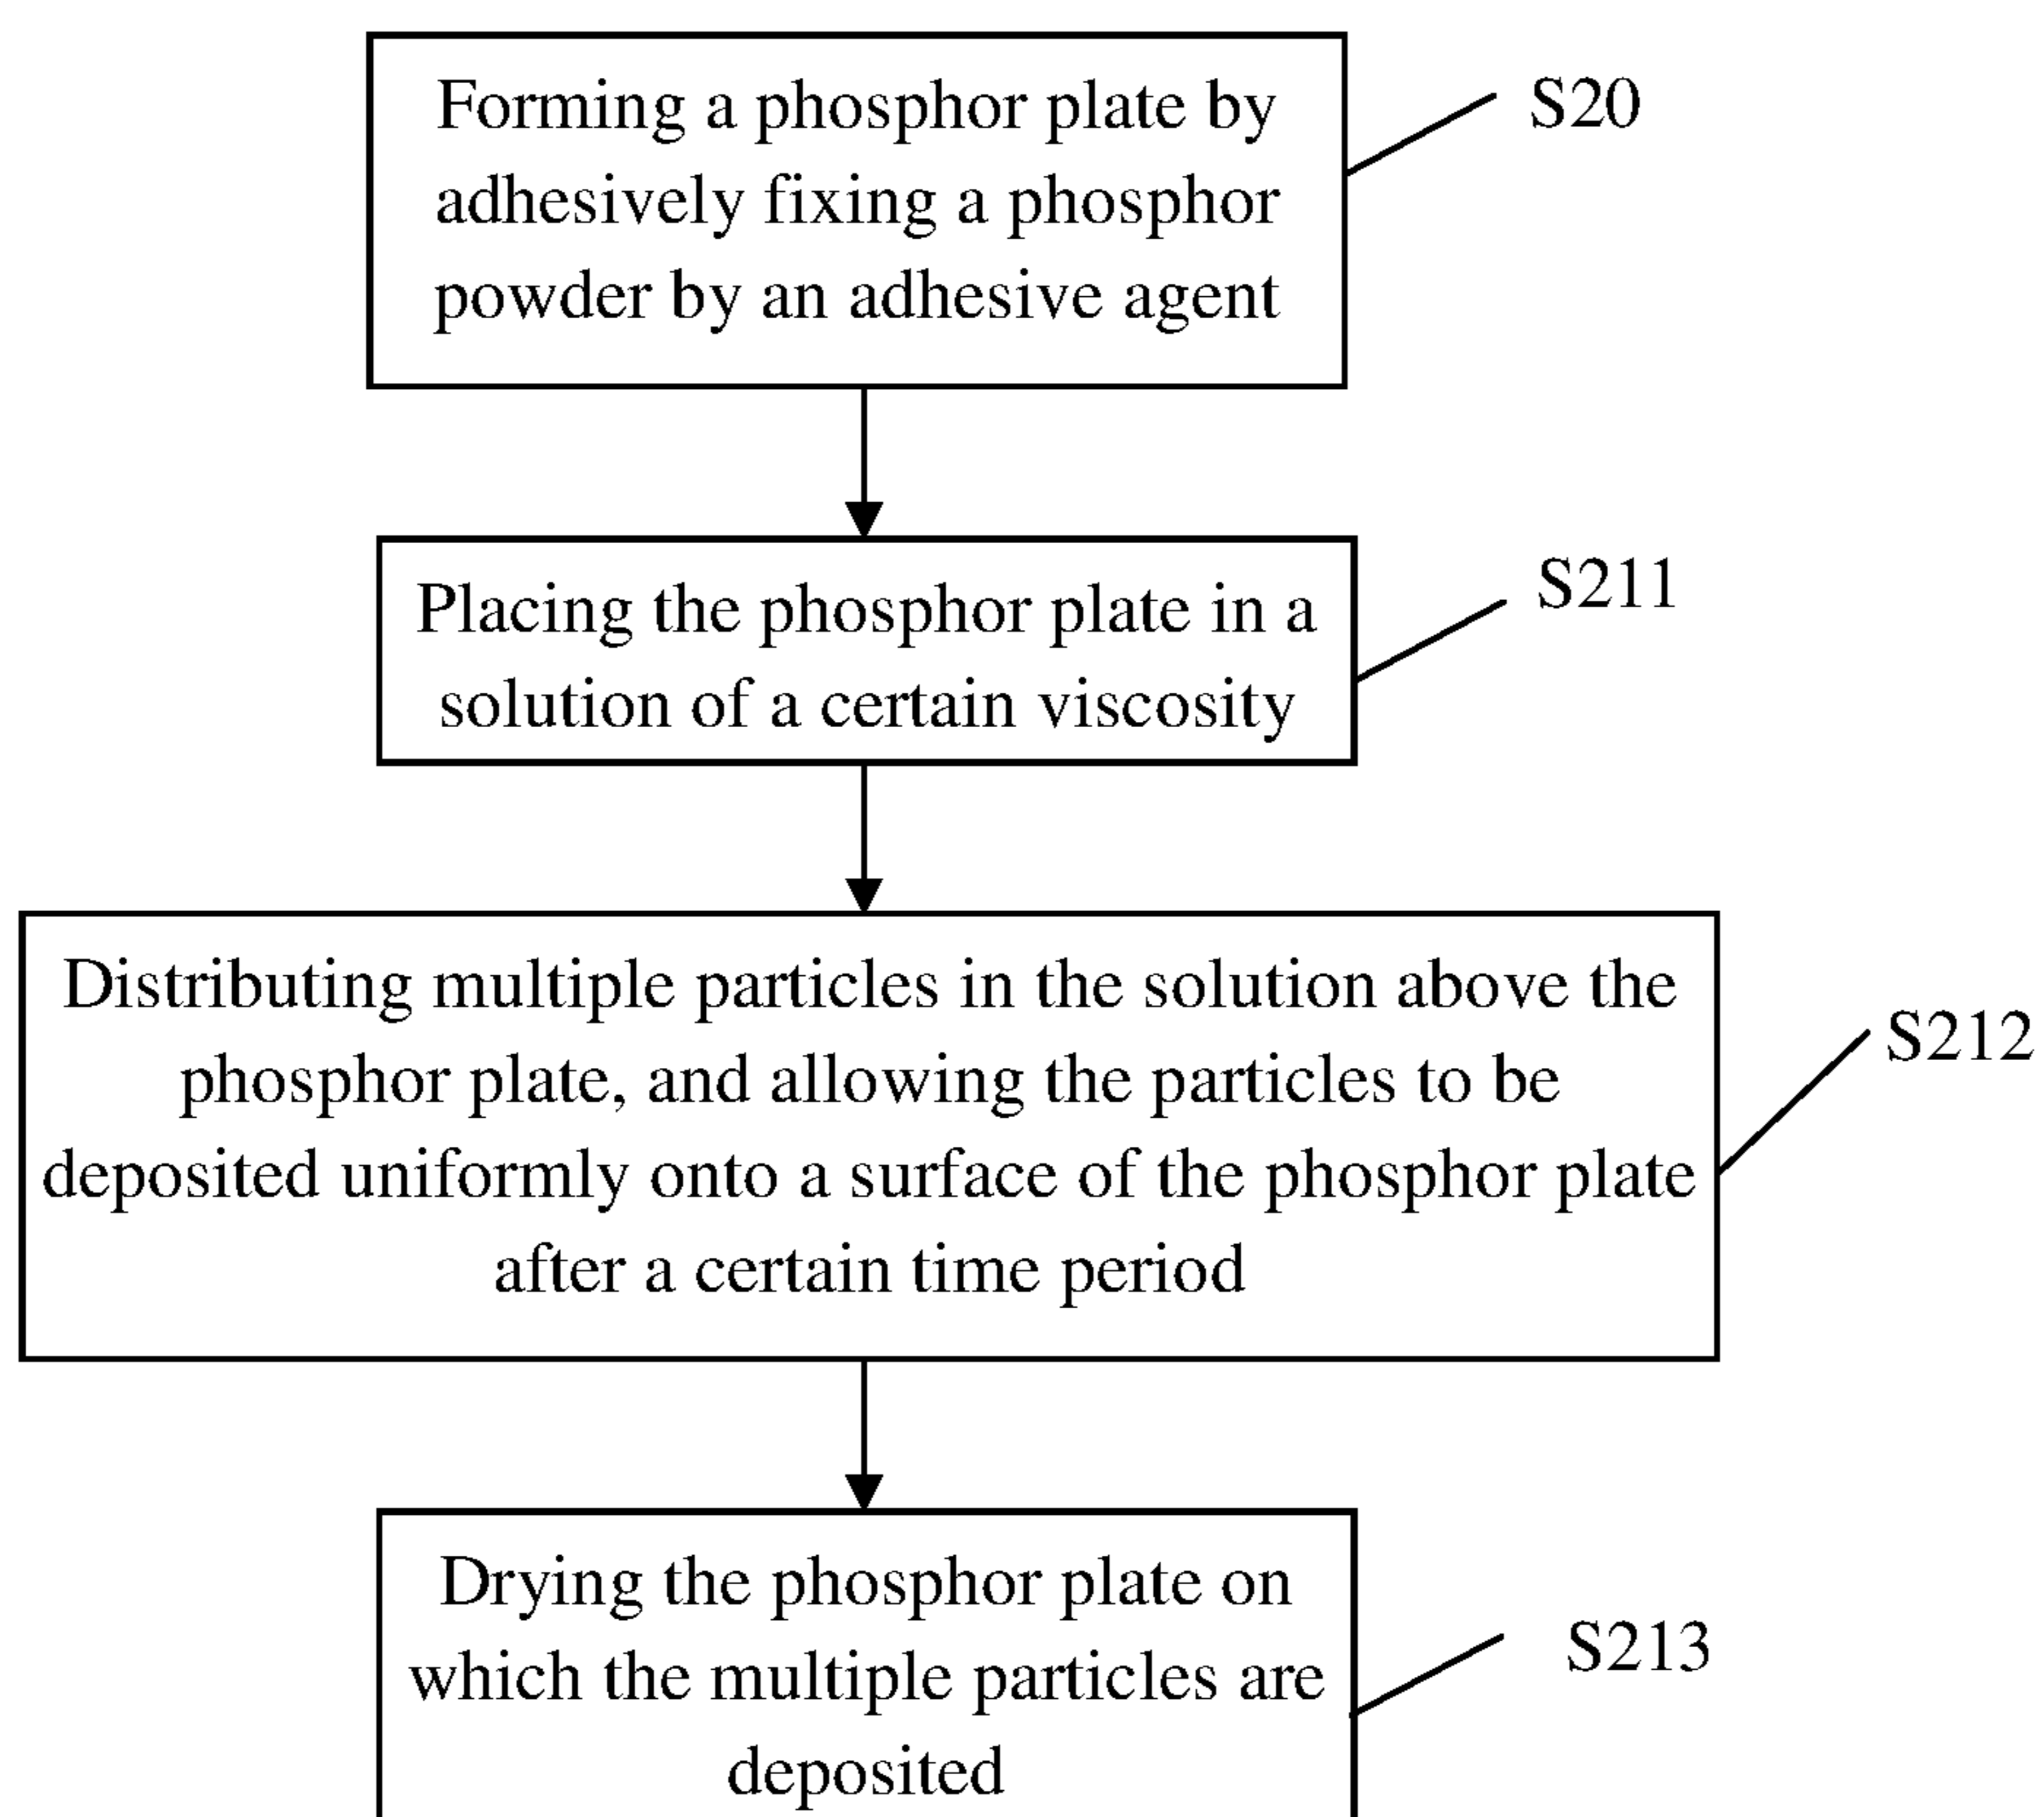 Forming a phosphor plate by
adhesively fixing a phosphor
powder by an adhesive agent
S20
Placing the phosphor plate in a
solution of a certain viscosity
S211
Distributing multiple particles in the solution above the
phosphor plate, and allowing the particles to be
deposited uniformly onto a surface of the phosphor plate
after a certain time period
S212
Drying the phosphor plate on
which the multiple particles are
deposited
S213